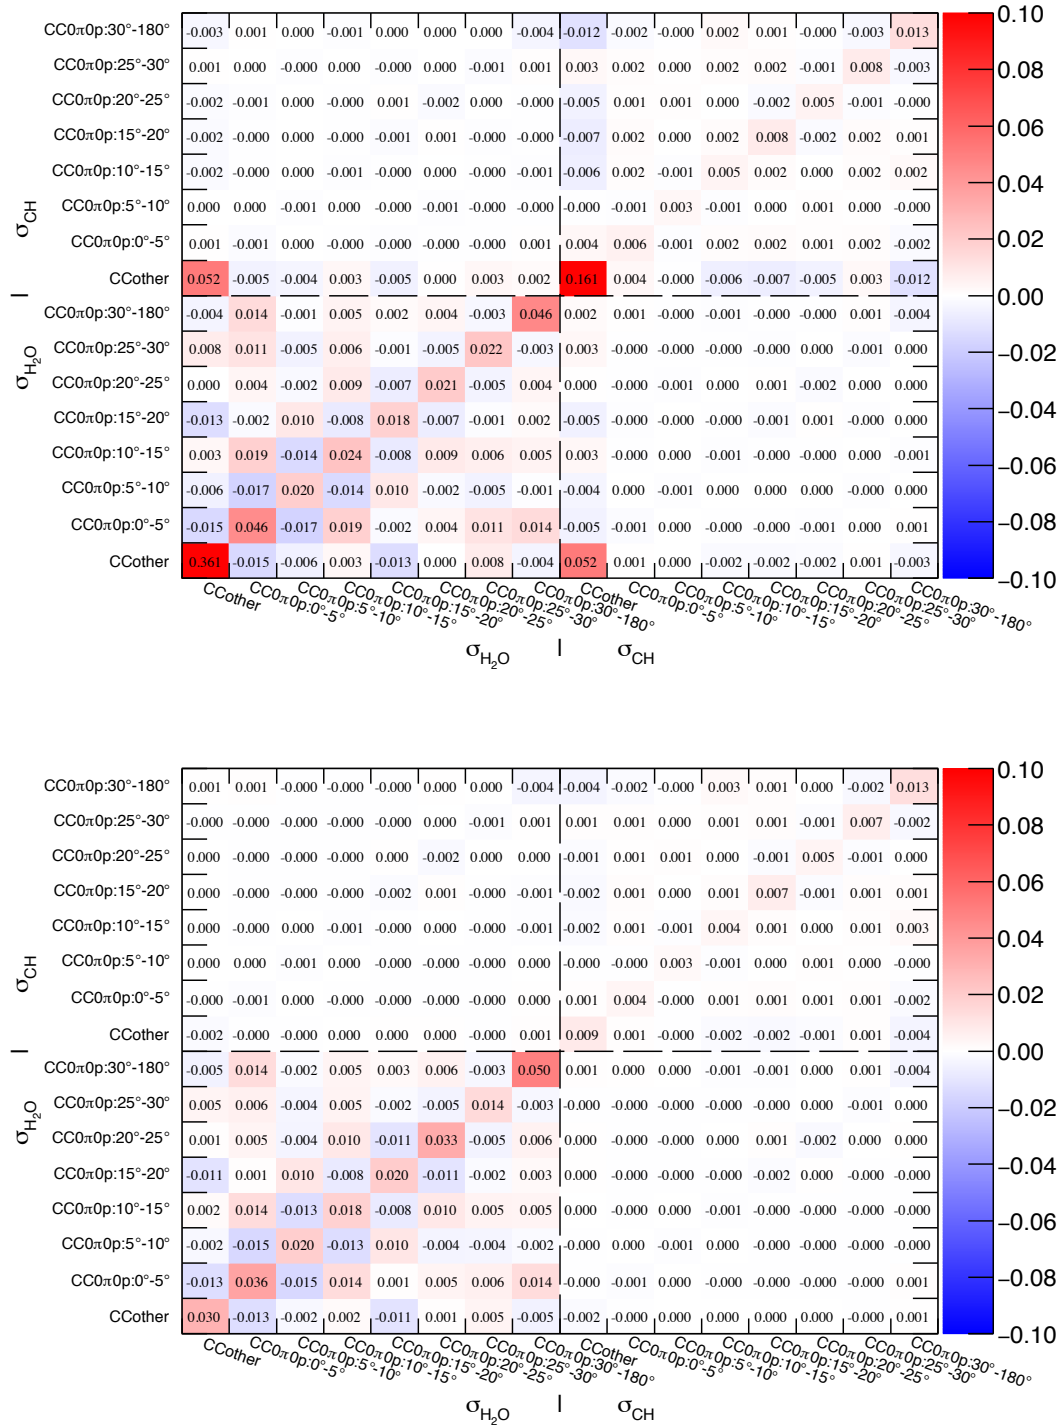 CC0π0p:30°-180° -0.003 0.001 0.000 -0.001 0.000 0.000 0.000 -0.004 -0.012 -0.002 -0.000 0.002 0.001 -0.000 -0.003 0.013 0.10
CC0π0p:25°-30° 0.001 0.000 -0.000 0.000 -0.000 0.000 -0.001 0.001 0.003 0.002 0.000 0.002 0.002 -0.001 0.008 -0.003 0.08
CC0π0p:20°-25° -0.002 -0.001 0.000 -0.000 0.001 -0.002 0.000 -0.000 -0.005 0.001 0.001 0.000 -0.002 0.005 -0.001 -0.000 0.06
CC0π0p:15°-20° -0.002 -0.000 0.000 -0.000 -0.001 0.001 -0.000 -0.000 -0.007 0.002 0.000 0.002 0.008 -0.002 0.002 0.001
CC0π0p:10°-15° -0.002 -0.000 0.000 -0.001 -0.000 0.000 -0.000 -0.001 -0.006 0.002 -0.001 0.005 0.002 0.000 0.002 0.002 0.04
CC0π0p:5°-10° 0.000 0.000 -0.001 0.000 -0.000 -0.001 -0.000 0.000 -0.000 -0.001 0.003 -0.001 0.000 0.001 0.000 -0.000
CC0π0p:0°-5° 0.001 -0.001 0.000 0.000 -0.000 -0.000 -0.000 0.001 0.004 0.006 -0.001 0.002 0.002 0.001 0.002 -0.002 0.02
CCother 0.052 -0.005 -0.004 0.003 -0.005 0.000 0.003 0.002 0.161 0.004 -0.000 -0.006 -0.007 -0.005 0.003 -0.012
σCH
|
σH2O
CC0π0p:30°-180° -0.004 0.014 -0.001 0.005 0.002 0.004 -0.003 0.046 0.002 0.001 -0.000 -0.001 -0.000 -0.000 0.001 -0.004 0.00
CC0π0p:25°-30° 0.008 0.011 -0.005 0.006 -0.001 -0.005 0.022 -0.003 0.003 -0.000 -0.000 -0.000 -0.000 0.000 -0.001 0.000 −0.02
CC0π0p:20°-25° 0.000 0.004 -0.002 0.009 -0.007 0.021 -0.005 0.004 0.000 -0.000 -0.001 0.000 0.001 -0.002 0.000 0.000
CC0π0p:15°-20° -0.013 -0.002 0.010 -0.008 0.018 -0.007 -0.001 0.002 -0.005 -0.000 0.000 -0.000 -0.001 0.001 -0.000 0.000 −0.04
CC0π0p:10°-15° 0.003 0.019 -0.014 0.024 -0.008 0.009 0.006 0.005 0.003 -0.000 0.000 -0.001 -0.000 0.000 -0.000 -0.001 −0.06
CC0π0p:5°-10° -0.006 -0.017 0.020 -0.014 0.010 -0.002 -0.005 -0.001 -0.004 0.000 -0.001 0.000 0.000 0.000 -0.000 0.000
CC0π0p:0°-5° -0.015 0.046 -0.017 0.019 -0.002 0.004 0.011 0.014 -0.005 -0.001 0.000 -0.000 -0.000 -0.001 0.000 0.001 −0.08
CCother 0.361 -0.015 -0.006 0.003 -0.013 0.000 0.008 -0.004 0.052 0.001 0.000 -0.002 -0.002 -0.002 0.001 -0.003 −0.10
CCother CC0π0p:0°-5° CC0π0p:5°-10° CC0π0p:10°-15° CC0π0p:15°-20° CC0π0p:20°-25° CC0π0p:25°-30° CC0π0p:30°-180° CCother CC0π0p:0°-5° CC0π0p:5°-10° CC0π0p:10°-15° CC0π0p:15°-20° CC0π0p:20°-25° CC0π0p:25°-30° CC0π0p:30°-180°
σH2O | σCH
CC0π0p:30°-180° 0.001 0.001 -0.000 0.000 -0.000 0.000 0.000 -0.004 -0.004 -0.002 -0.000 0.003 0.001 0.000 -0.002 0.013 0.10
CC0π0p:25°-30° -0.000 -0.000 -0.000 -0.000 -0.000 0.000 -0.001 0.001 0.001 0.001 0.000 0.001 0.001 -0.001 0.007 -0.002 0.08
CC0π0p:20°-25° 0.000 -0.000 -0.000 -0.000 0.000 -0.002 0.000 0.000 -0.001 0.001 0.001 0.000 -0.001 0.005 -0.001 0.000 0.06
CC0π0p:15°-20° 0.000 -0.000 -0.000 -0.000 -0.002 0.001 -0.000 -0.001 -0.002 0.001 0.000 0.001 0.007 -0.001 0.001 0.001
CC0π0p:10°-15° 0.000 0.000 -0.000 -0.001 0.000 -0.000 -0.000 -0.001 -0.002 0.001 -0.001 0.004 0.001 0.000 0.001 0.003 0.04
CC0π0p:5°-10° 0.000 0.000 -0.001 0.000 -0.000 -0.000 -0.000 0.000 -0.000 -0.000 0.003 -0.001 0.000 0.001 0.000 -0.000
CC0π0p:0°-5° -0.000 -0.001 0.000 0.000 -0.000 -0.000 -0.000 0.000 0.001 0.004 -0.000 0.001 0.001 0.001 0.001 -0.002 0.02
CCother -0.002 -0.000 -0.000 0.000 0.000 0.000 -0.000 0.001 0.009 0.001 -0.000 -0.002 -0.002 -0.001 0.001 -0.004
σCH
|
σH2O
CC0π0p:30°-180° -0.005 0.014 -0.002 0.005 0.003 0.006 -0.003 0.050 0.001 0.000 0.000 -0.001 -0.001 0.000 0.001 -0.004 0.00
CC0π0p:25°-30° 0.005 0.006 -0.004 0.005 -0.002 -0.005 0.014 -0.003 -0.000 -0.000 -0.000 -0.000 -0.000 0.000 -0.001 0.000 −0.02
CC0π0p:20°-25° 0.001 0.005 -0.004 0.010 -0.011 0.033 -0.005 0.006 0.000 -0.000 -0.000 -0.000 0.001 -0.002 0.000 0.000
CC0π0p:15°-20° -0.011 0.001 0.010 -0.008 0.020 -0.011 -0.002 0.003 0.000 -0.000 -0.000 0.000 -0.002 0.000 -0.000 -0.000 −0.04
CC0π0p:10°-15° 0.002 0.014 -0.013 0.018 -0.008 0.010 0.005 0.005 0.000 0.000 0.000 -0.001 -0.000 -0.000 -0.000 -0.000 −0.06
CC0π0p:5°-10° -0.002 -0.015 0.020 -0.013 0.010 -0.004 -0.004 -0.002 -0.000 0.000 -0.001 -0.000 -0.000 -0.000 -0.000 -0.000
CC0π0p:0°-5° -0.013 0.036 -0.015 0.014 0.001 0.005 0.006 0.014 -0.000 -0.001 0.000 0.000 -0.000 -0.000 -0.000 0.001 −0.08
CCother 0.030 -0.013 -0.002 0.002 -0.011 0.001 0.005 -0.005 -0.002 -0.000 0.000 0.000 0.000 0.000 -0.000 0.001 −0.10
CCother CC0π0p:0°-5° CC0π0p:5°-10° CC0π0p:10°-15° CC0π0p:15°-20° CC0π0p:20°-25° CC0π0p:25°-30° CC0π0p:30°-180° CCother CC0π0p:0°-5° CC0π0p:5°-10° CC0π0p:10°-15° CC0π0p:15°-20° CC0π0p:20°-25° CC0π0p:25°-30° CC0π0p:30°-180°
σH2O | σCH